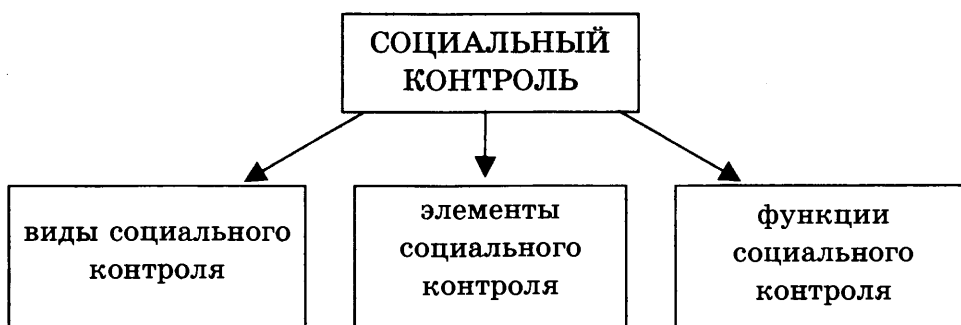 СОЦИАЛЬНЫЙ
КОНТРОЛЬ
виды социального
контроля
элементы
социального
контроля
функции
социального
контроля